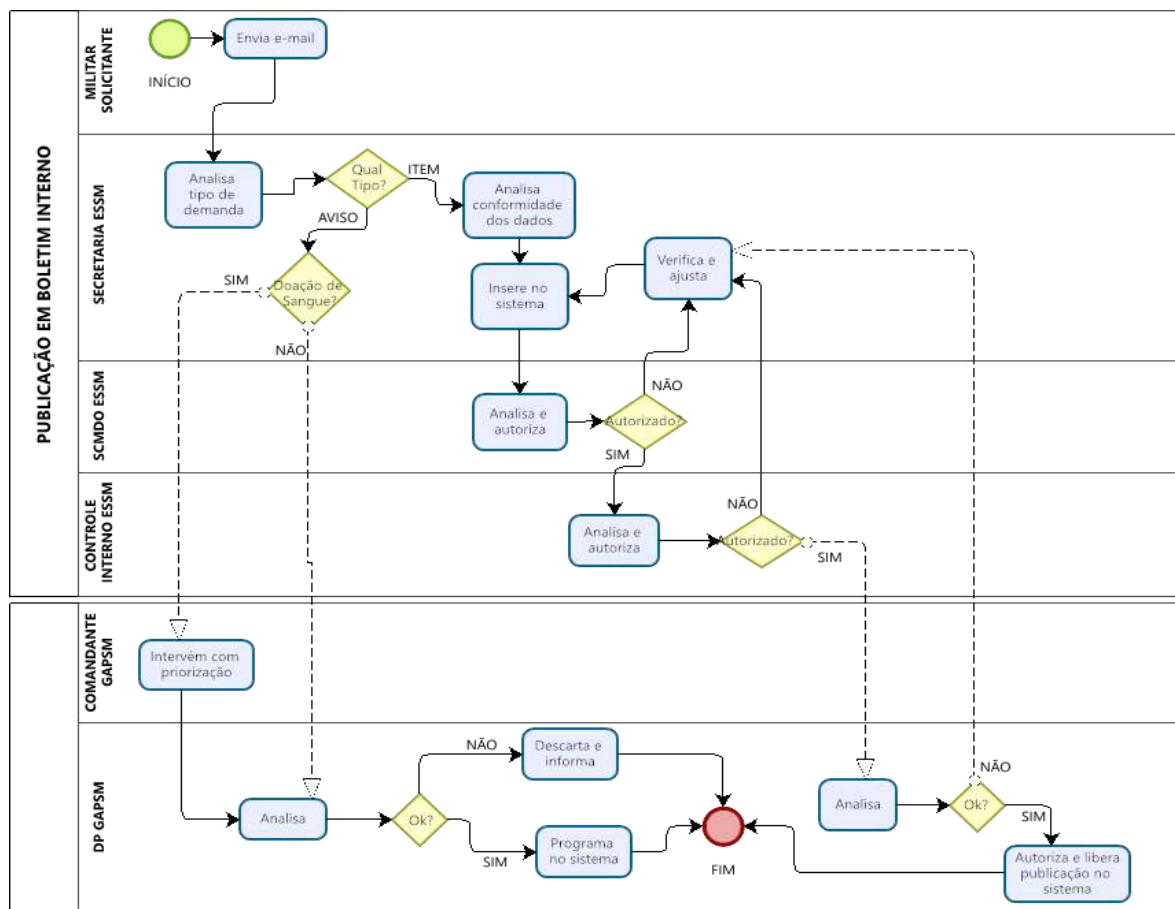 PUBLICAÇÃO EM BOLETIM INTERNO
MILITAR
SOLICITANTE
INÍCIO
Envia e-mail
SECRETARIA ESSM
Analisa
tipo de
demanda
Qual
Tipo?
ITEM
AVISO
Analisa
conformidade
dos dados
Doação de
Sangue?
SIM
NÃO
Insere no
sistema
Verifica e
ajusta
SCMDO ESSM
Analisa e
autoriza
Autorizado?
NÃO
SIM
CONTROLE
INTERNO ESSM
Analisa e
autoriza
Autorizado?
NÃO
SIM
COMANDANTE
GAPSM
Intervém com
priorização
DP GAPSM
Analisa
Ok?
NÃO
SIM
Descarta e
informa
Programa
no sistema
FIM
Analisa
Ok?
NÃO
SIM
Autoriza e libera
publicação no
sistema